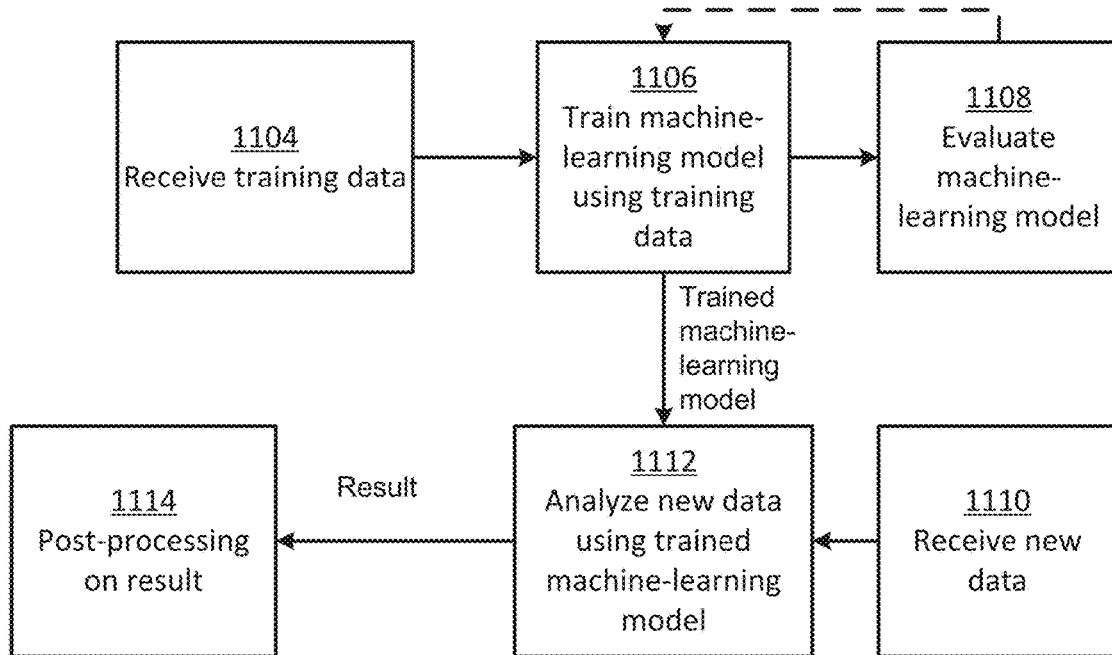 1104
Receive training data
1106
Train machine-
learning model
using training
data
1108
Evaluate
machine-
learning model
Trained
machine-
learning
model
1114
Post-processing
on result
Result
1112
Analyze new data
using trained
machine-learning
model
1110
Receive new
data